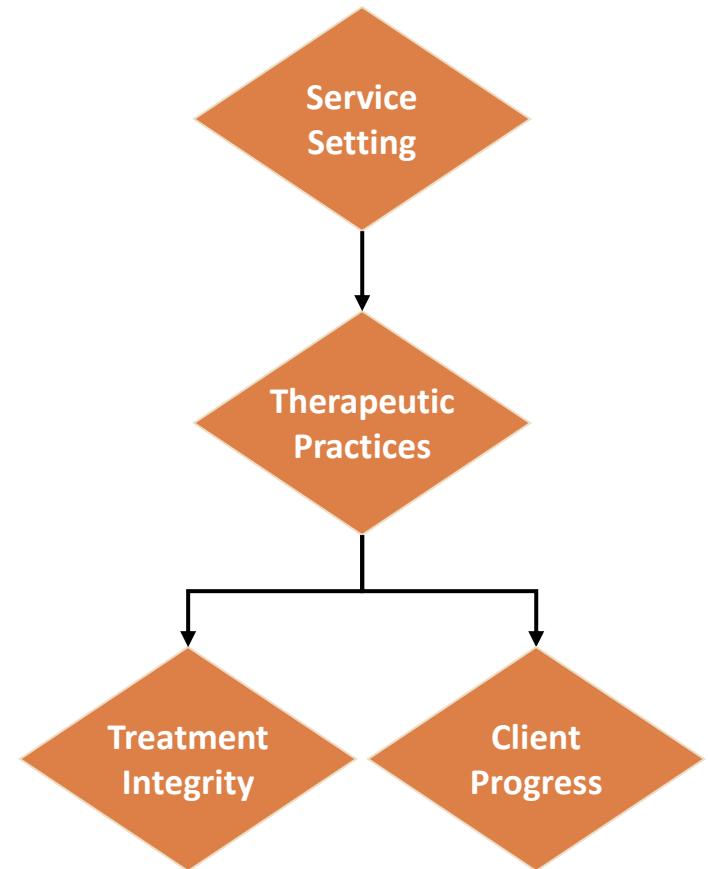 Service
Setting
Therapeutic
Practices
Treatment
Integrity
Client
Progress